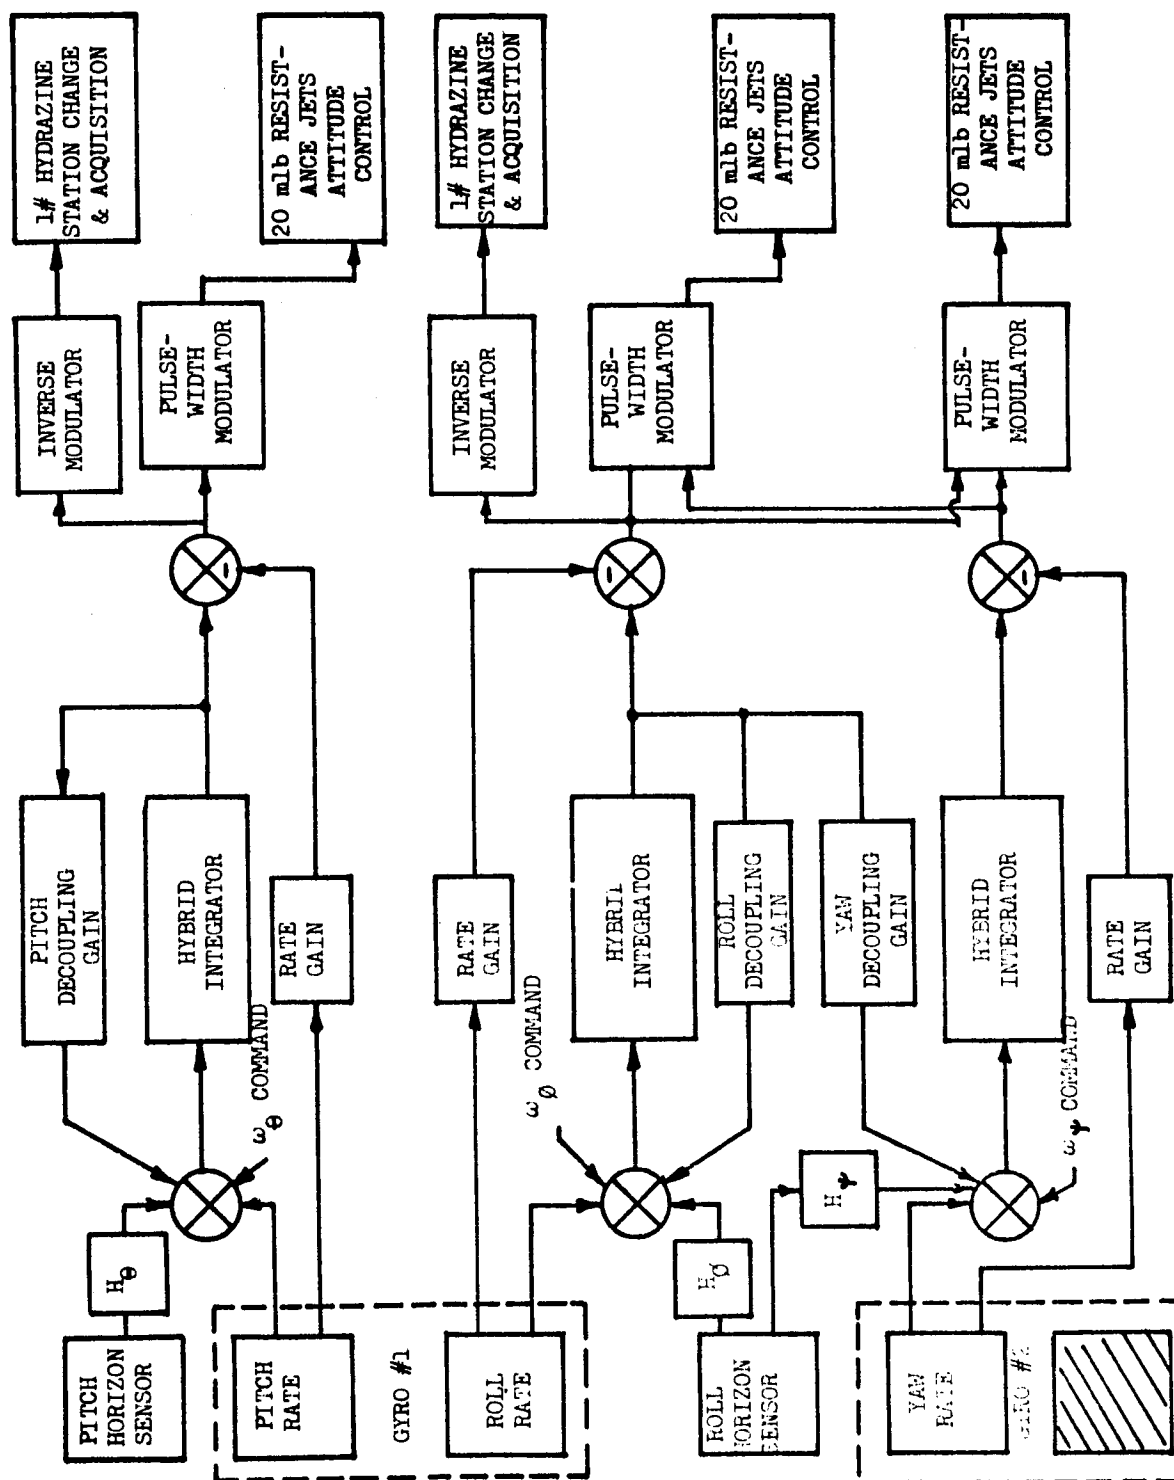 1# HYDRAZINE
STATION CHANGE
& ACQUISITION
20 mlb RESIST-
ANCE JETS
ATTITUDE
CONTROL
1# HYDRAZINE
STATION CHANGE
& ACQUISITION
20 mlb RESIST-
ANCE JETS
ATTITUDE
CONTROL
20 mlb RESIST-
ANCE JETS
ATTITUDE
CONTROL
INVERSE
MODULATOR
PULSE-
WIDTH
MODULATOR
INVERSE
MODULATOR
PULSE-
WIDTH
MODULATOR
PULSE-
WIDTH
MODULATOR
-
-
-
PITCH
DECOUPLING
GAIN
HYBRID
INTEGRATOR
RATE
GAIN
RATE
GAIN
HYBRID
INTEGRATOR
ROLL
DECOUPLING
GAIN
YAW
DECOUPLING
GAIN
HYBRID
INTEGRATOR
RATE
GAIN
ωθ COMMAND
ωø COMMAND
ωψ COMMAND
Hθ
Hø
Hψ
PITCH
HORIZON
SENSOR
PITCH
RATE
GYRO #1
ROLL
RATE
ROLL
HORIZON
SENSOR
YAW
RATE
GYRO #2